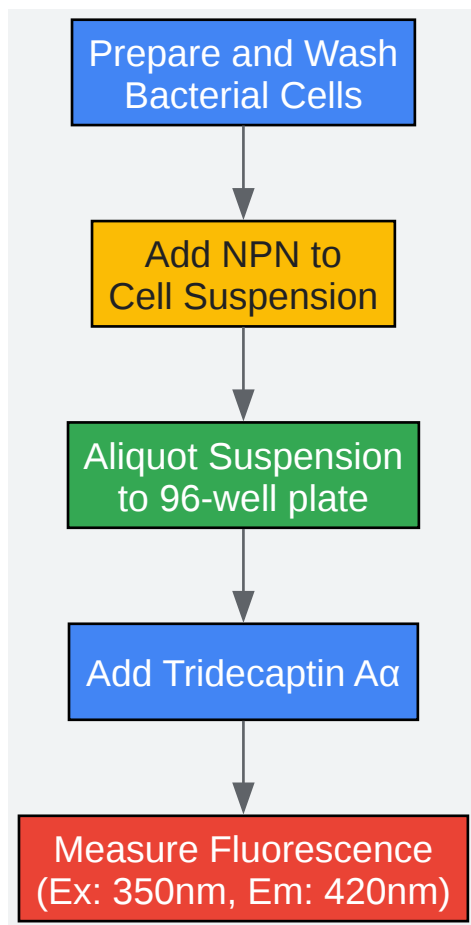 Prepare and Wash
Bacterial Cells
Add NPN to
Cell Suspension
Aliquot Suspension
to 96-well plate
Add Tridecaptin Aα
Measure Fluorescence
(Ex: 350nm, Em: 420nm)